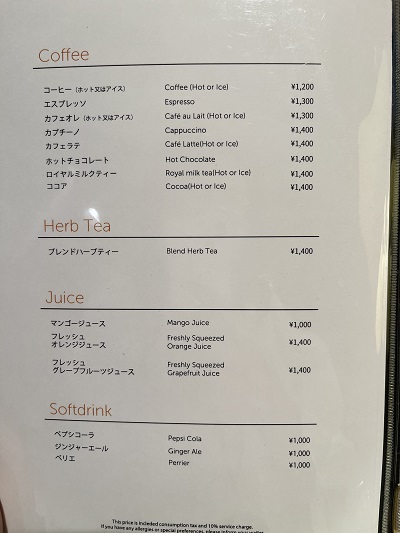 Coffee
コーヒー（ホット又はアイス） Coffee (Hot or Ice) ¥1,200
エスプレッソ Espresso ¥1,300
カフェオレ（ホット又はアイス） Café au Lait (Hot or Ice) ¥1,300
カプチーノ Cappuccino ¥1,400
カフェラテ Café Latte(Hot or Ice) ¥1,400
ホットチョコレート Hot Chocolate ¥1,400
ロイヤルミルクティー Royal milk tea(Hot or Ice) ¥1,400
ココア Cocoa(Hot or Ice) ¥1,400
Herb Tea
ブレンドハーブティー Blend Herb Tea ¥1,400
Juice
マンゴージュース Mango Juice ¥1,000
フレッシュ Freshly Squeezed
オレンジジュース Orange Juice ¥1,400
フレッシュ Freshly Squeezed
グレープフルーツジュース Grapefruit Juice ¥1,400
Softdrink
ペプシコーラ Pepsi Cola ¥1,000
ジンジャーエール Ginger Ale ¥1,000
ペリエ Perrier ¥1,000
This price is included consumption tax and 10% service charge.
If you have any allergies or special preferences, please inform your waiter.